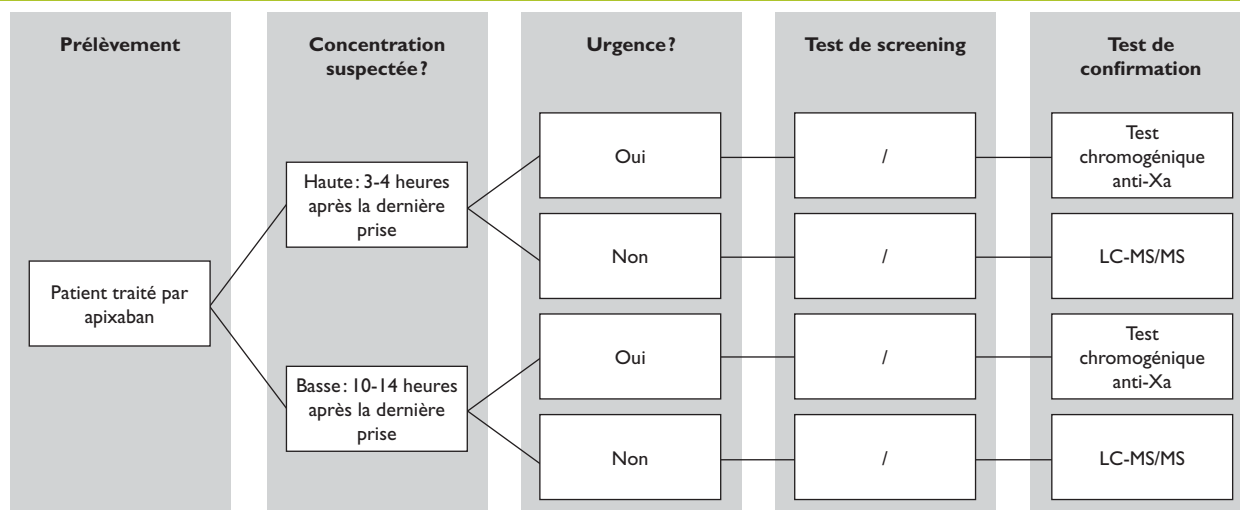 Prélèvement
Concentration
suspectée ?
Urgence ?
Test de screening
Test de
confirmation
Patient traité par
apixaban
Haute : 3-4 heures
après la dernière
prise
Basse : 10-14 heures
après la dernière
prise
Oui
/
Test
chromogénique
anti-Xa
Non
/
LC-MS/MS
Oui
/
Test
chromogénique
anti-Xa
Non
/
LC-MS/MS